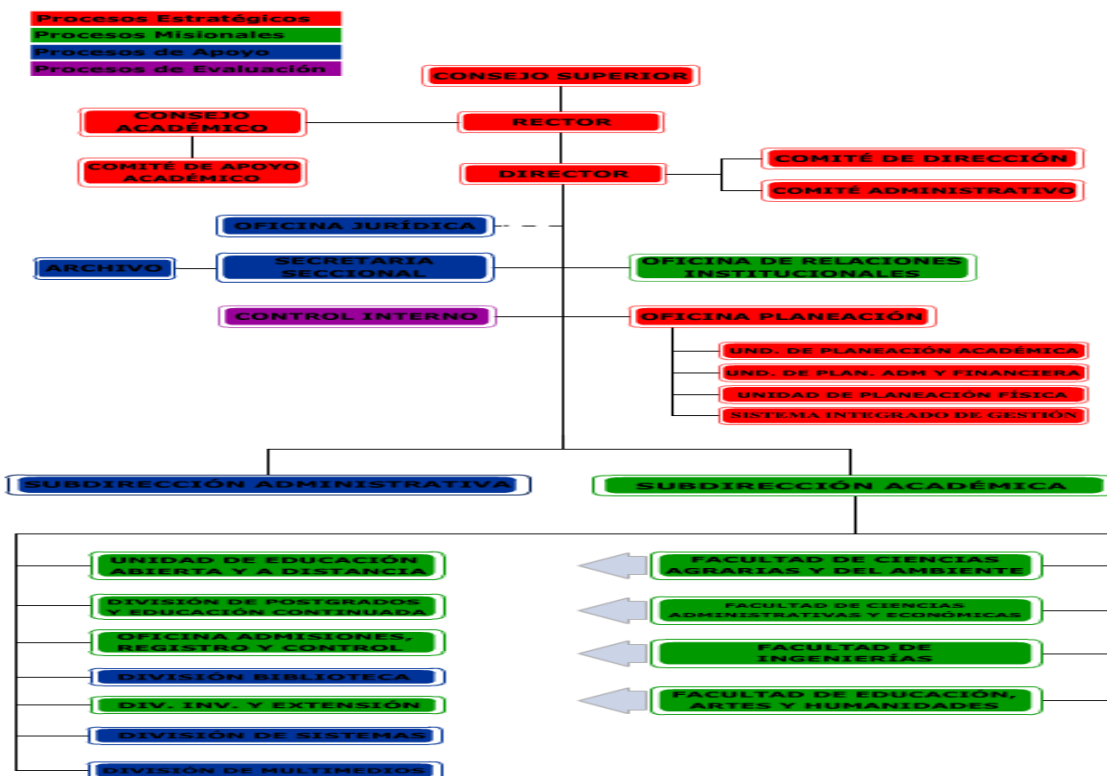 Procesos Estratégicos
Procesos Misionales
Procesos de Apoyo
Procesos de Evaluación
CONSEJO SUPERIOR
CONSEJO
ACADÉMICO
RECTOR
COMITÉ DE APOYO
ACADÉMICO
DIRECTOR
COMITÉ DE DIRECCIÓN
COMITÉ ADMINISTRATIVO
OFICINA JURÍDICA
ARCHIVO
SECRETARIA
SECCIONAL
OFICINA DE RELACIONES
INSTITUCIONALES
CONTROL INTERNO
OFICINA PLANEACIÓN
UND. DE PLANEACIÓN ACADÉMICA
UND. DE PLAN. ADM Y FINANCIERA
UNIDAD DE PLANEACIÓN FÍSICA
SISTEMA INTEGRADO DE GESTIÓN
SUBDIRECCIÓN ADMINISTRATIVA
SUBDIRECCIÓN ACADÉMICA
UNIDAD DE EDUCACIÓN
ABIERTA Y A DISTANCIA
DIVISIÓN DE POSTGRADOS
Y EDUCACIÓN CONTINUADA
OFICINA ADMISIONES,
REGISTRO Y CONTROL
DIVISIÓN BIBLIOTECA
DIV. INV. Y EXTENSIÓN
DIVISIÓN DE SISTEMAS
DIVISIÓN DE MULTIMEDIOS
FACULTAD DE CIENCIAS
AGRARIAS Y DEL AMBIENTE
FACULTAD DE CIENCIAS
ADMINISTRATIVAS Y ECONÓMICAS
FACULTAD DE
INGENIERÍAS
FACULTAD DE EDUCACIÓN,
ARTES Y HUMANIDADES